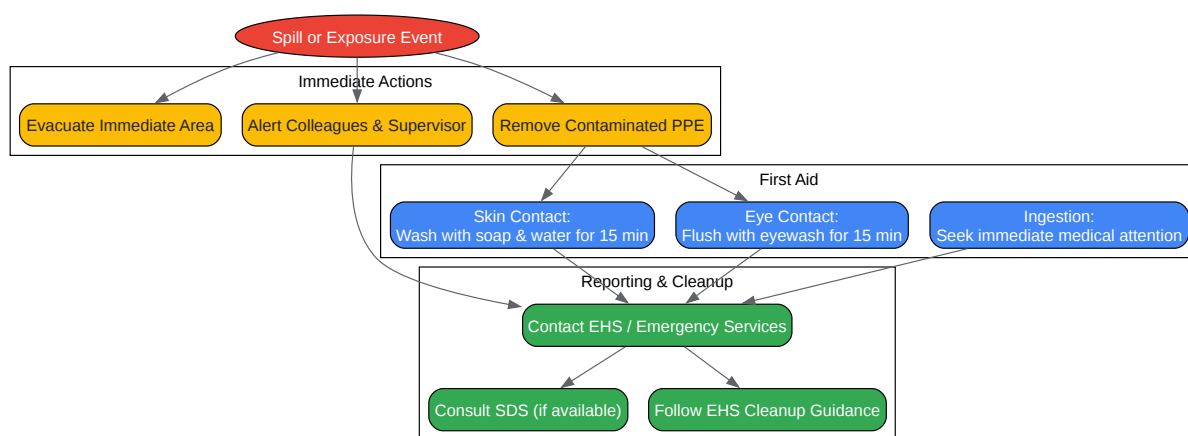 Spill or Exposure Event
Immediate Actions
Evacuate Immediate Area
Alert Colleagues & Supervisor
Remove Contaminated PPE
First Aid
Skin Contact:
Wash with soap & water for 15 min
Eye Contact:
Flush with eyewash for 15 min
Ingestion:
Seek immediate medical attention
Reporting & Cleanup
Contact EHS / Emergency Services
Consult SDS (if available)
Follow EHS Cleanup Guidance